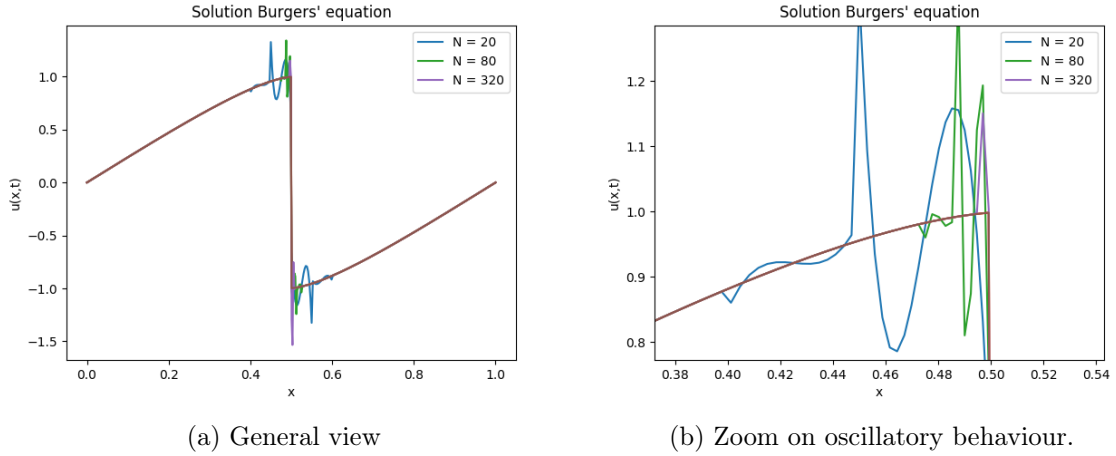 Solution Burgers' equation
N = 20
N = 80
N = 320
u(x,t)
1.0
0.5
0.0
−0.5
−1.0
−1.5
0.0 0.2 0.4 0.6 0.8 1.0
x
(a) General view
Solution Burgers' equation
N = 20
N = 80
N = 320
u(x,t)
1.2
1.1
1.0
0.9
0.8
0.38 0.40 0.42 0.44 0.46 0.48 0.50 0.52 0.54
x
(b) Zoom on oscillatory behaviour.